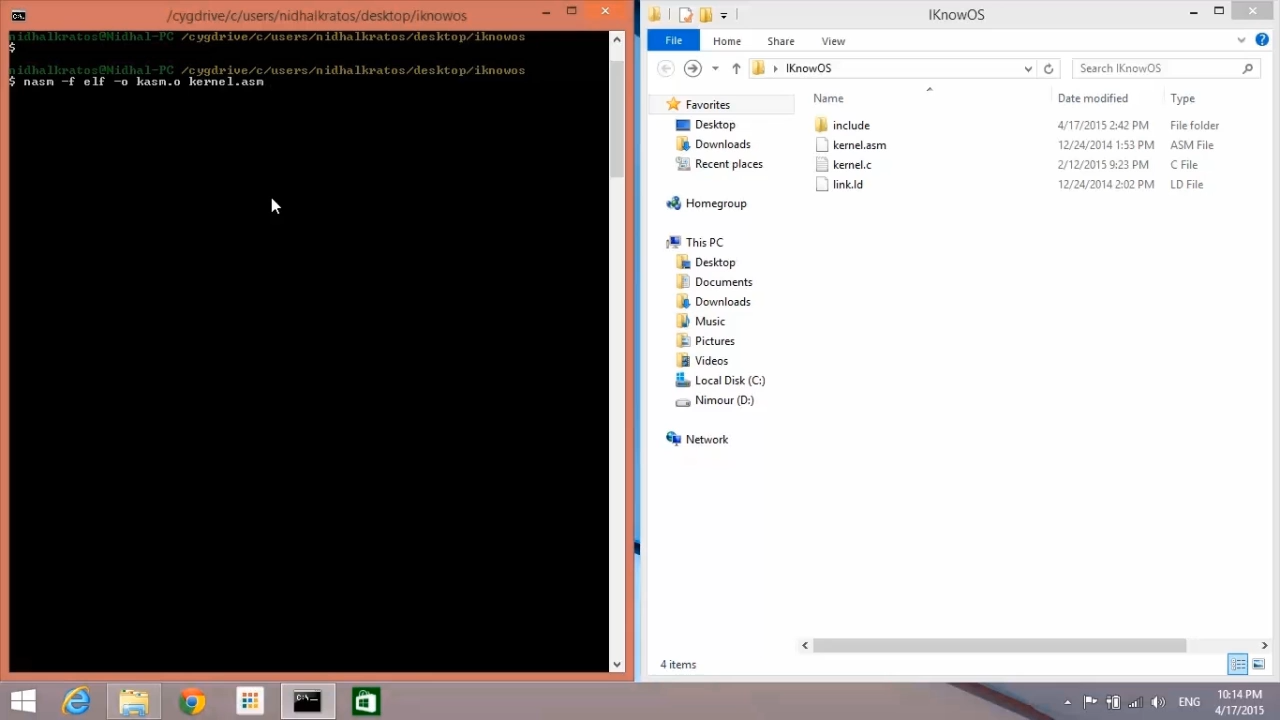 /cygdrive/c/users/nidhalkratos/desktop/iknowos
nidhalkratos@Nidhal-PC /cygdrive/c/users/nidhalkratos/desktop/iknowos
$
nidhalkratos@Nidhal-PC /cygdrive/c/users/nidhalkratos/desktop/iknowos
$ nasm -f elf -o kasm.o kernel.asm
IKnowOS
File Home Share View
IKnowOS
Search IKnowOS
Name Date modified Type
Favorites
Desktop
Downloads
Recent places
Homegroup
This PC
Desktop
Documents
Downloads
Music
Pictures
Videos
Local Disk (C:)
Nimour (D:)
Network
include 4/17/2015 2:42 PM File folder
kernel.asm 12/24/2014 1:53 PM ASM File
kernel.c 2/12/2015 9:23 PM C File
link.ld 12/24/2014 2:02 PM LD File
4 items
ENG
10:14 PM
4/17/2015